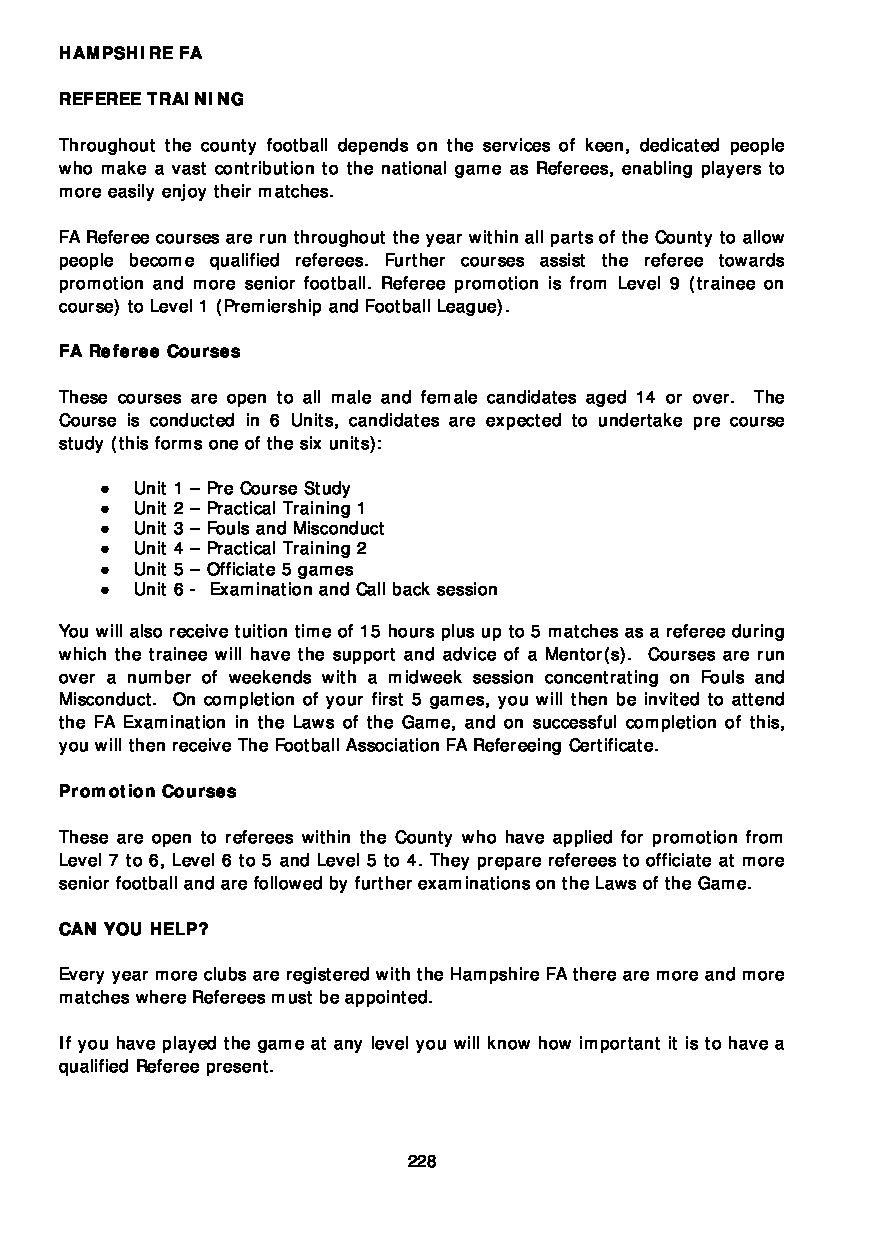 HAMPSHIRE FA
REFEREE TRAINING
Throughout the county football depends on the services of keen, dedicated people
who make a vast contribution to the national game as Referees, enabling players to
more easily enjoy their matches.
FA Referee courses are run throughout the year within all parts of the County to allow
people become qualified referees. Further courses assist the referee towards
promotion and more senior football. Referee promotion is from Level 9 (trainee on
course) to Level 1 (Premiership and Football League).
FA Referee Courses
These courses are open to all male and female candidates aged 14 or over. The
Course is conducted in 6 Units, candidates are expected to undertake pre course
study (this forms one of the six units):
• Unit 1 – Pre Course Study
• Unit 2 – Practical Training 1
• Unit 3 – Fouls and Misconduct
• Unit 4 – Practical Training 2
• Unit 5 – Officiate 5 games
• Unit 6 - Examination and Call back session
You will also receive tuition time of 15 hours plus up to 5 matches as a referee during
which the trainee will have the support and advice of a Mentor(s). Courses are run
over a number of weekends with a midweek session concentrating on Fouls and
Misconduct. On completion of your first 5 games, you will then be invited to attend
the FA Examination in the Laws of the Game, and on successful completion of this,
you will then receive The Football Association FA Refereeing Certificate.
Promotion Courses
These are open to referees within the County who have applied for promotion from
Level 7 to 6, Level 6 to 5 and Level 5 to 4. They prepare referees to officiate at more
senior football and are followed by further examinations on the Laws of the Game.
CAN YOU HELP?
Every year more clubs are registered with the Hampshire FA there are more and more
matches where Referees must be appointed.
If you have played the game at any level you will know how important it is to have a
qualified Referee present.
228